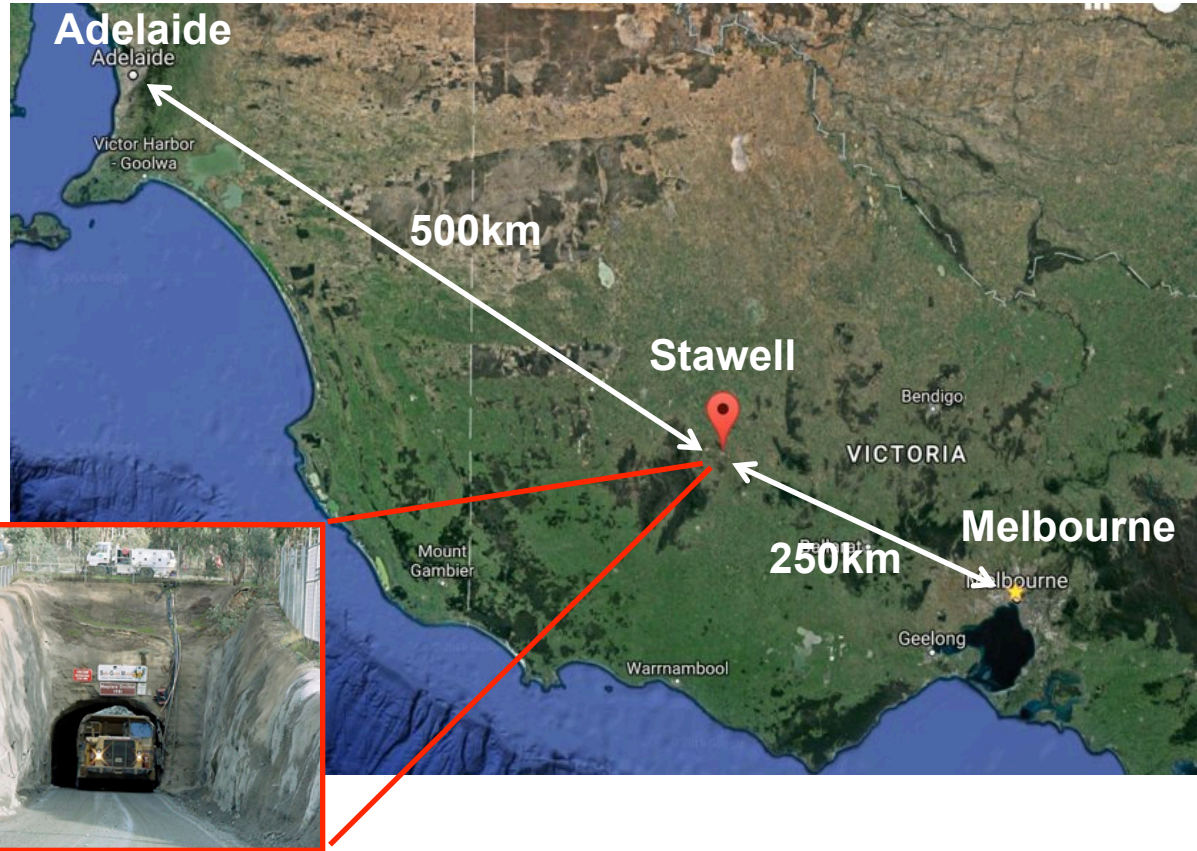 Adelaide
Adelaide
Victor Harbor
- Goolwa
500km
Stawell
Bendigo
VICTORIA
Melbourne
250km
Melbourne
Mount
Gambier
Geelong
Warrnambool